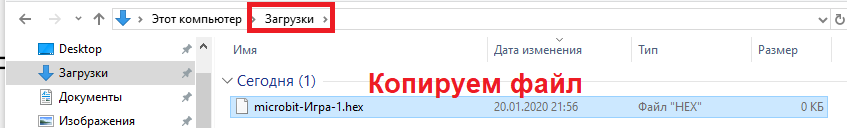 Этот компьютер > Загрузки >
Desktop
Загрузки
Документы
Изображения
Имя Дата изменения Тип Размер
Сегодня (1)
Копируем файл
microbit-Игра-1.hex 20.01.2020 21:56 Файл "HEX" 0 КБ